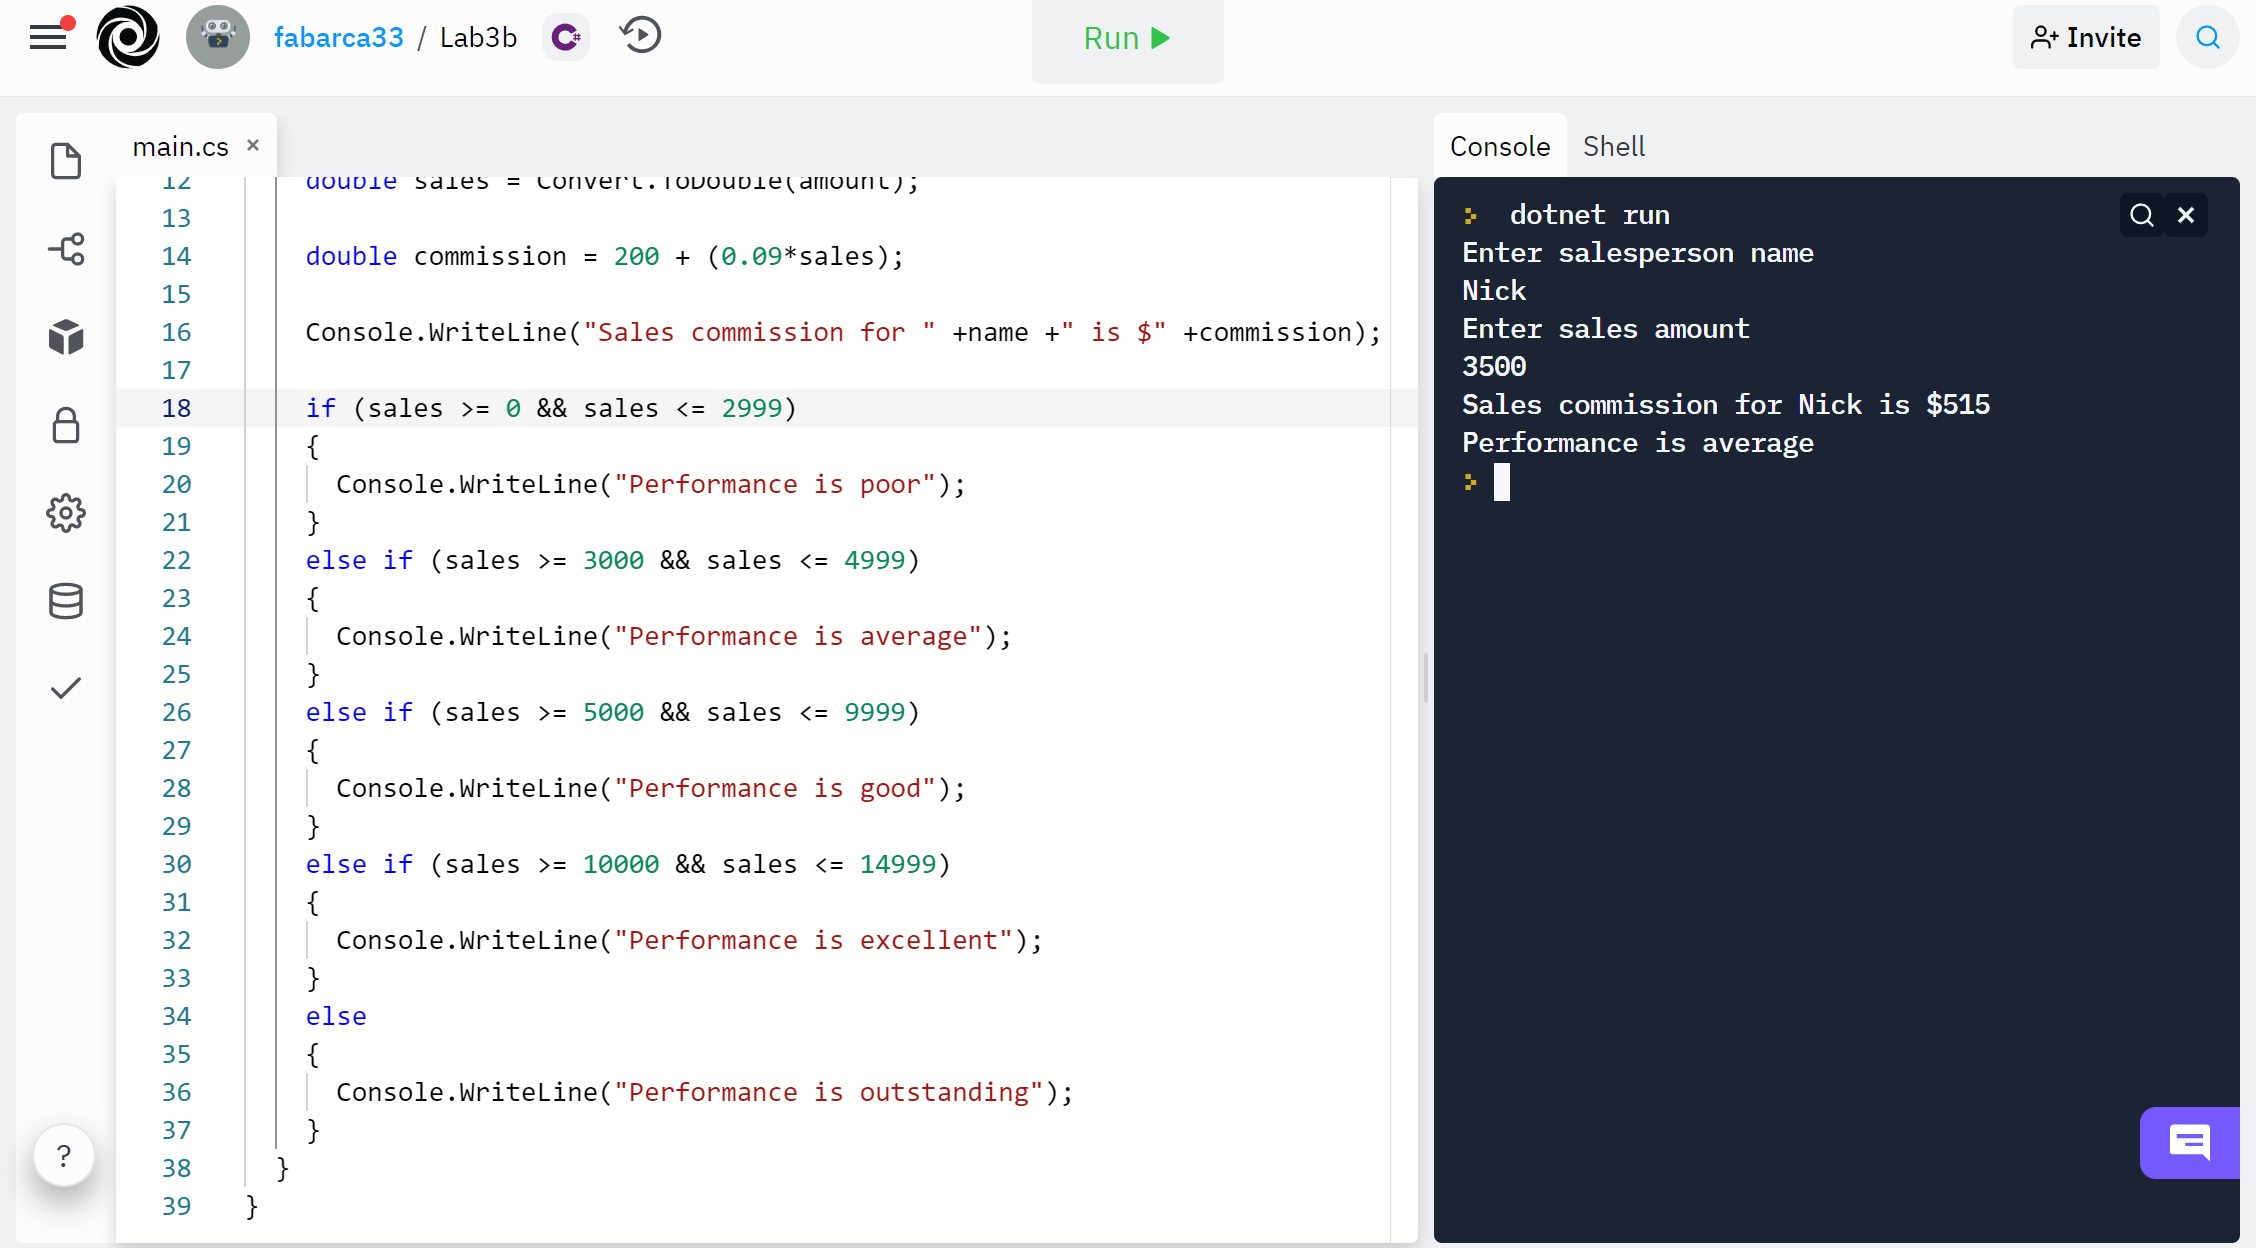 fabarca33 / Lab3b
Run
Invite
main.cs ×
Console Shell
12 double sales = Convert.ToDouble(amount);
13
14 double commission = 200 + (0.09*sales);
15
16 Console.WriteLine("Sales commission for " +name +" is $" +commission);
17
18 if (sales >= 0 && sales <= 2999)
19 {
20 Console.WriteLine("Performance is poor");
21 }
22 else if (sales >= 3000 && sales <= 4999)
23 {
24 Console.WriteLine("Performance is average");
25 }
26 else if (sales >= 5000 && sales <= 9999)
27 {
28 Console.WriteLine("Performance is good");
29 }
30 else if (sales >= 10000 && sales <= 14999)
31 {
32 Console.WriteLine("Performance is excellent");
33 }
34 else
35 {
36 Console.WriteLine("Performance is outstanding");
37 }
38 }
39 }
?
dotnet run
Enter salesperson name
Nick
Enter sales amount
3500
Sales commission for Nick is $515
Performance is average